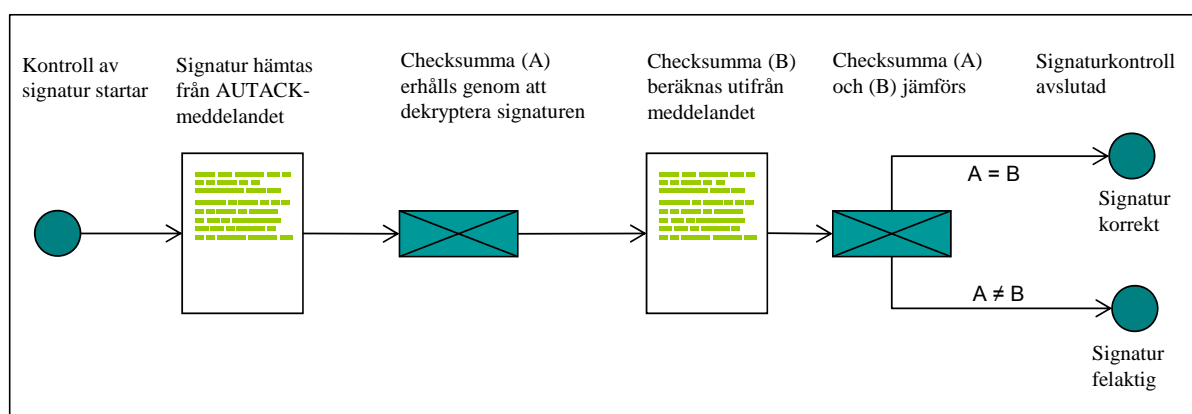 Kontroll av
signatur startar
Signatur hämtas
från AUTACK-
meddelandet
Checksumma (A)
erhålls genom att
dekryptera signaturen
Checksumma (B)
beräknas utifrån
meddelandet
Checksumma (A)
och (B) jämförs
Signaturkontroll
avslutad
A = B
Signatur
korrekt
A ≠ B
Signatur
felaktig